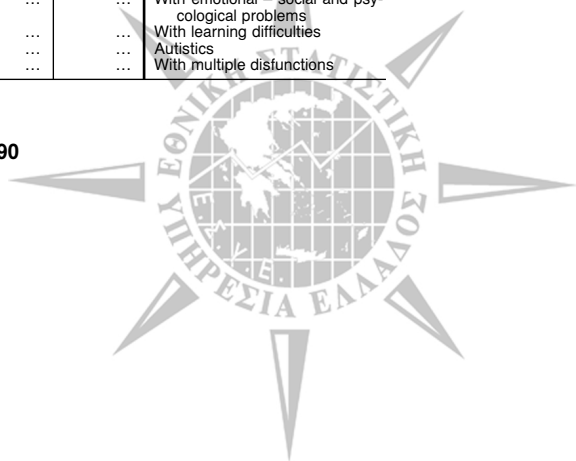 … … With emotional – social and psy-
cological problems
… … With learning difficulties
… … Autistics
… … With multiple disfunctions
90
ΕΘΝΙΚΗ ΣΤΑΤΙΣΤΙΚΗ
ΥΠΗΡΕΣΙΑ ΕΛΛΑΔΟΣ
Ε.Σ.Υ.Ε.